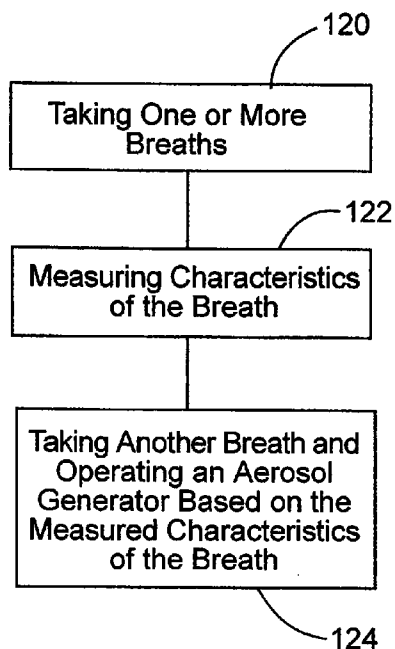 120
Taking One or More
Breaths
122
Measuring Characteristics
of the Breath
Taking Another Breath and
Operating an Aerosol
Generator Based on the
Measured Characteristics
of the Breath
124